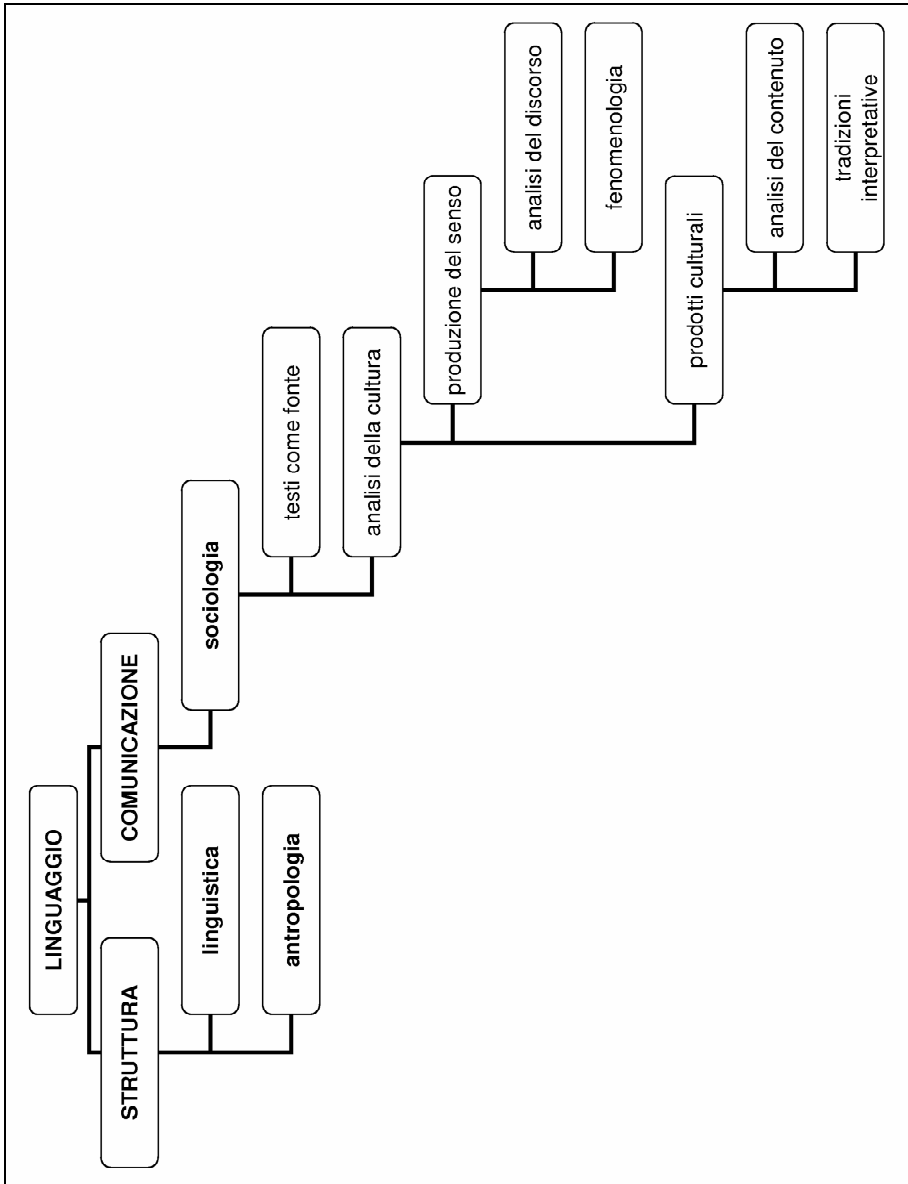 LINGUAGGIO
STRUTTURA
COMUNICAZIONE
linguistica
sociologia
antropologia
testi come fonte
analisi della cultura
produzione del senso
analisi del discorso
fenomenologia
prodotti culturali
analisi del contenuto
tradizioni
interpretative